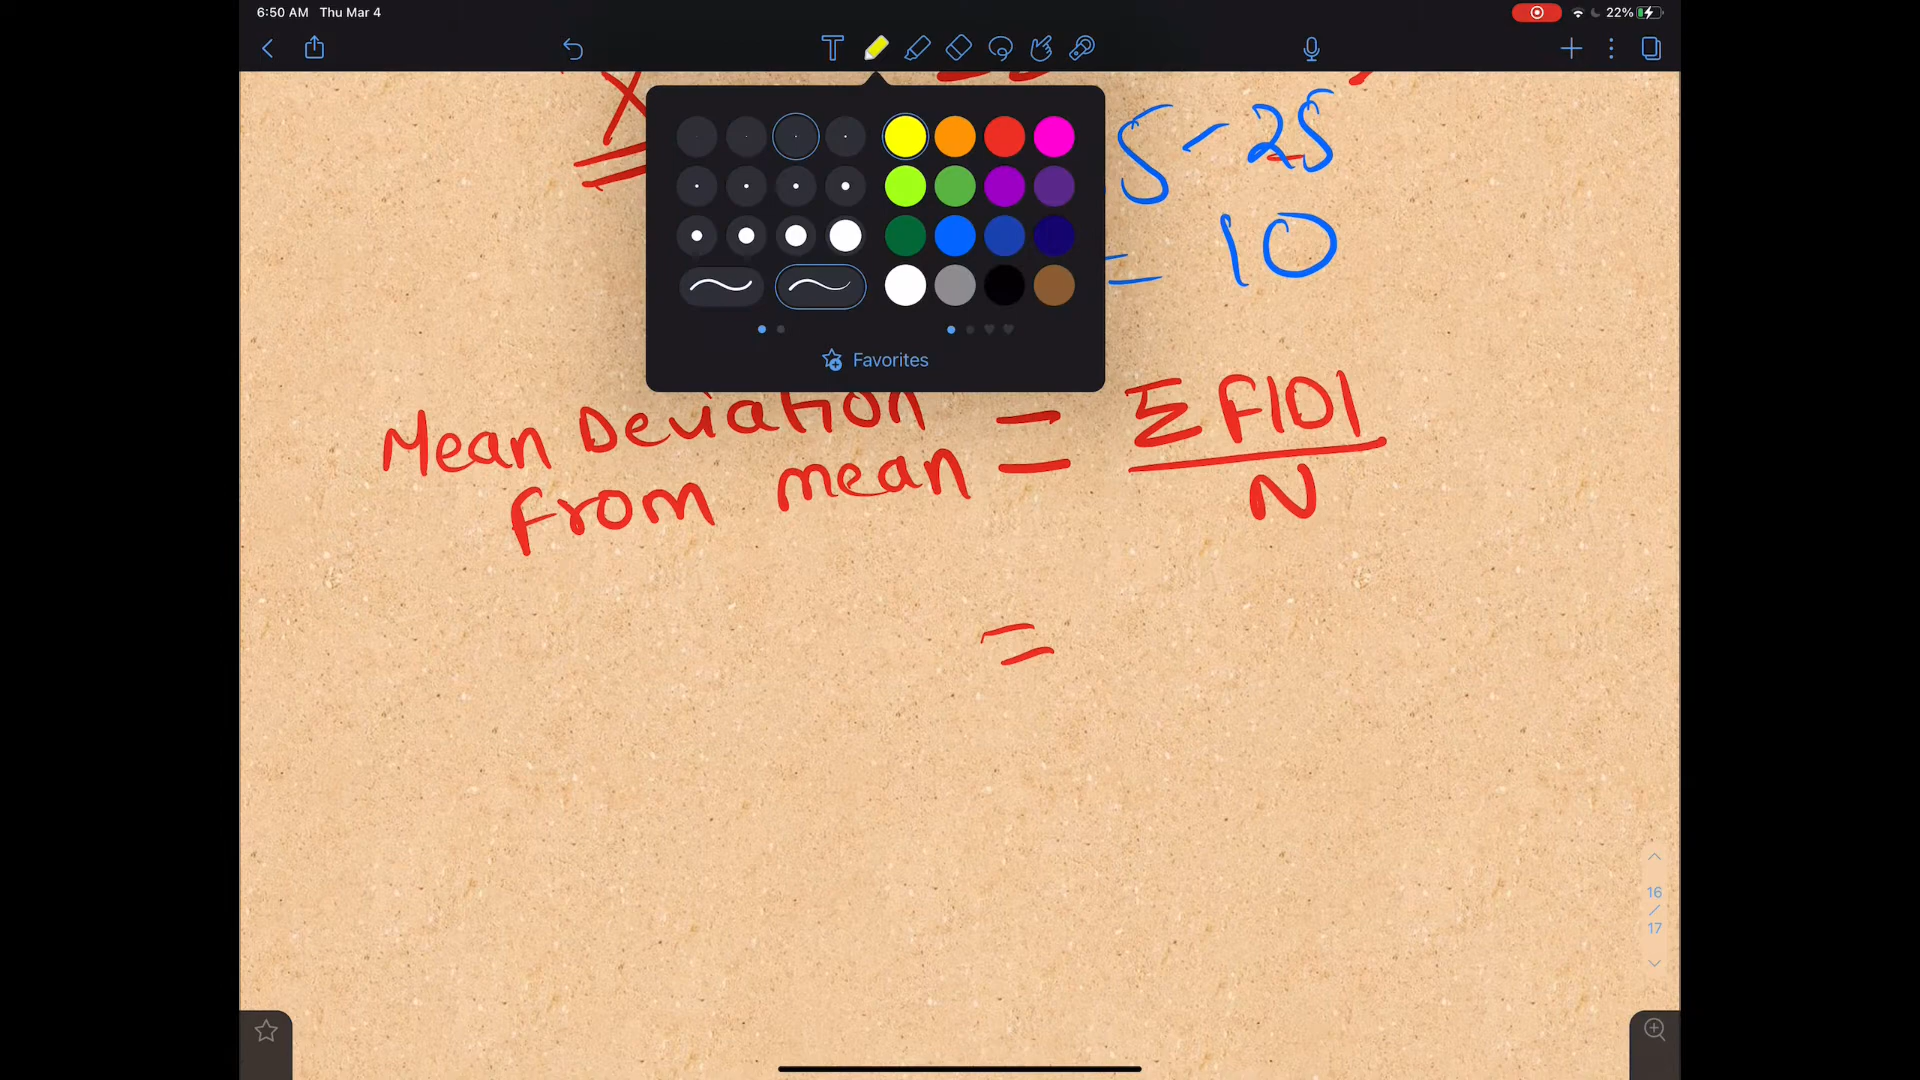 6:50 AM Thu Mar 4
22%
X
5-25
= 10
Favorites
Mean Deviation = ΣF|D|
from mean = N
=
16
/
17